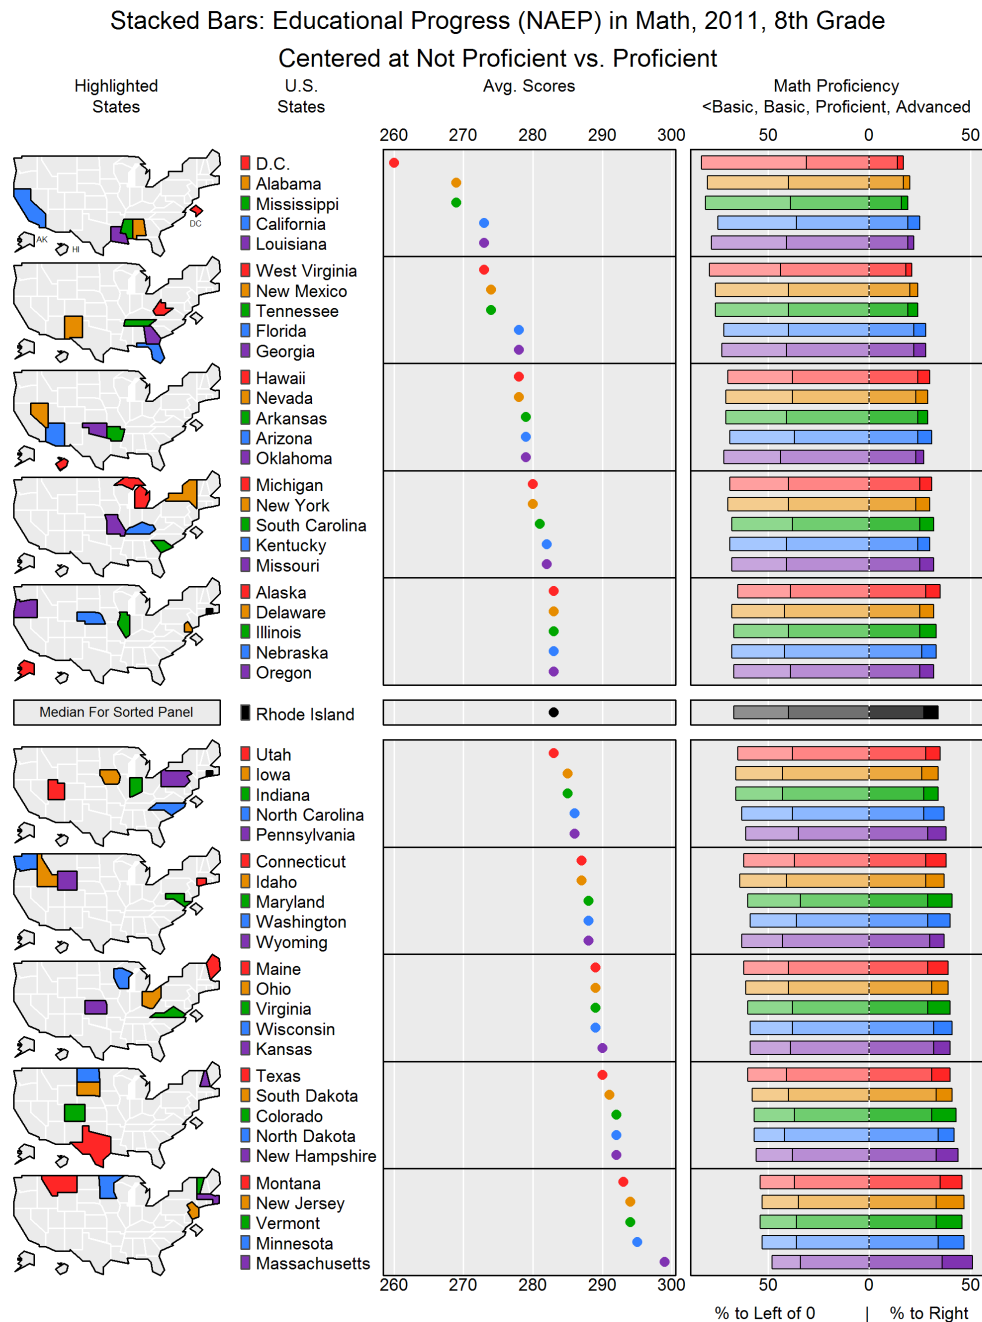 Stacked Bars: Educational Progress (NAEP) in Math, 2011, 8th Grade
Centered at Not Proficient vs. Proficient
Highlighted
States
U.S.
States
Avg. Scores
Math Proficiency
<Basic, Basic, Proficient, Advanced
260 270 280 290 300
50 0 50
AK
HI
DC
D.C.
Alabama
Mississippi
California
Louisiana
West Virginia
New Mexico
Tennessee
Florida
Georgia
Hawaii
Nevada
Arkansas
Arizona
Oklahoma
Michigan
New York
South Carolina
Kentucky
Missouri
Alaska
Delaware
Illinois
Nebraska
Oregon
Median For Sorted Panel
Rhode Island
Utah
Iowa
Indiana
North Carolina
Pennsylvania
Connecticut
Idaho
Maryland
Washington
Wyoming
Maine
Ohio
Virginia
Wisconsin
Kansas
Texas
South Dakota
Colorado
North Dakota
New Hampshire
Montana
New Jersey
Vermont
Minnesota
Massachusetts
260 270 280 290 300
50 0 50
% to Left of 0 | % to Right